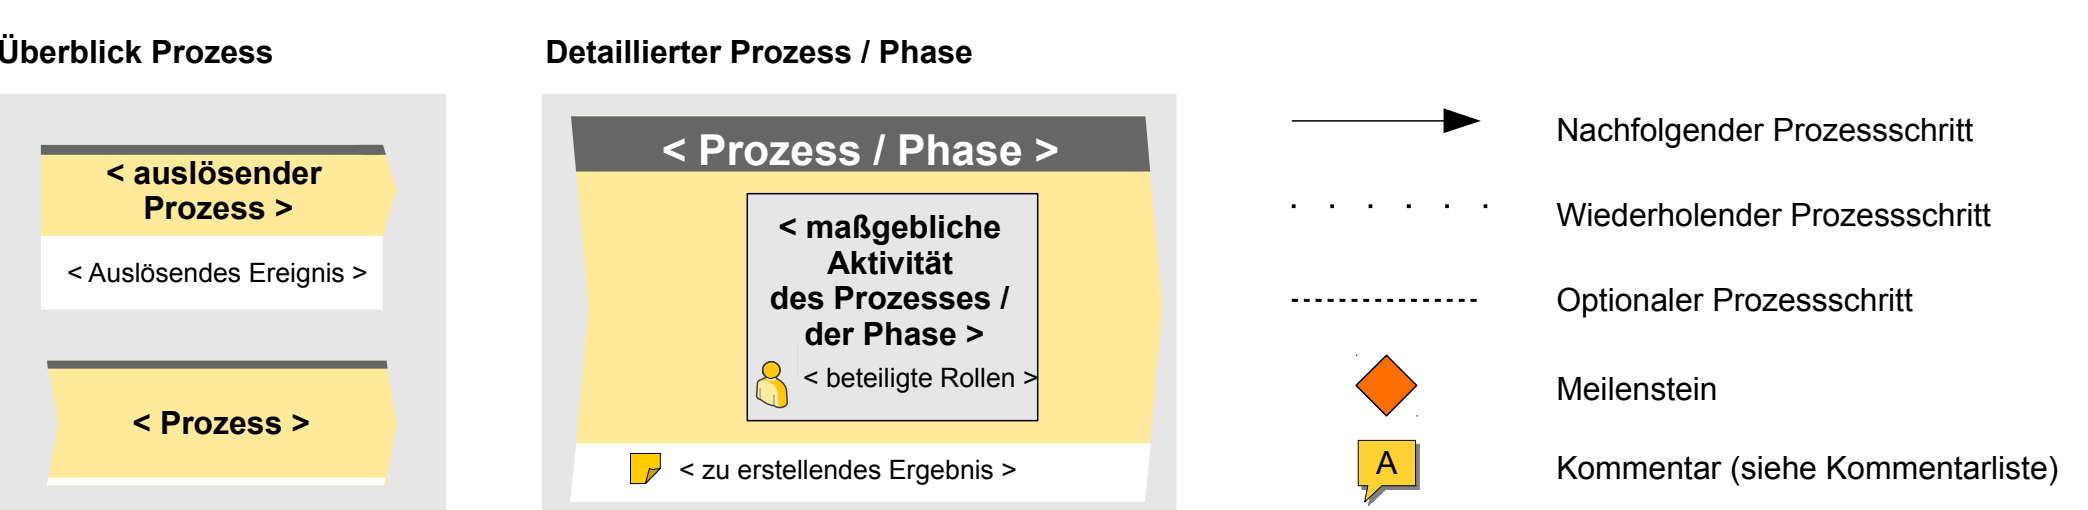 Überblick Prozess
< auslösender
Prozess >
< Auslösendes Ereignis >
< Prozess >
Detaillierter Prozess / Phase
< Prozess / Phase >
< maßgebliche
Aktivität
des Prozesses /
der Phase >
< beteiligte Rollen >
< zu erstellendes Ergebnis >
Nachfolgender Prozessschritt
Wiederholender Prozessschritt
Optionaler Prozessschritt
Meilenstein
A
Kommentar (siehe Kommentarliste)